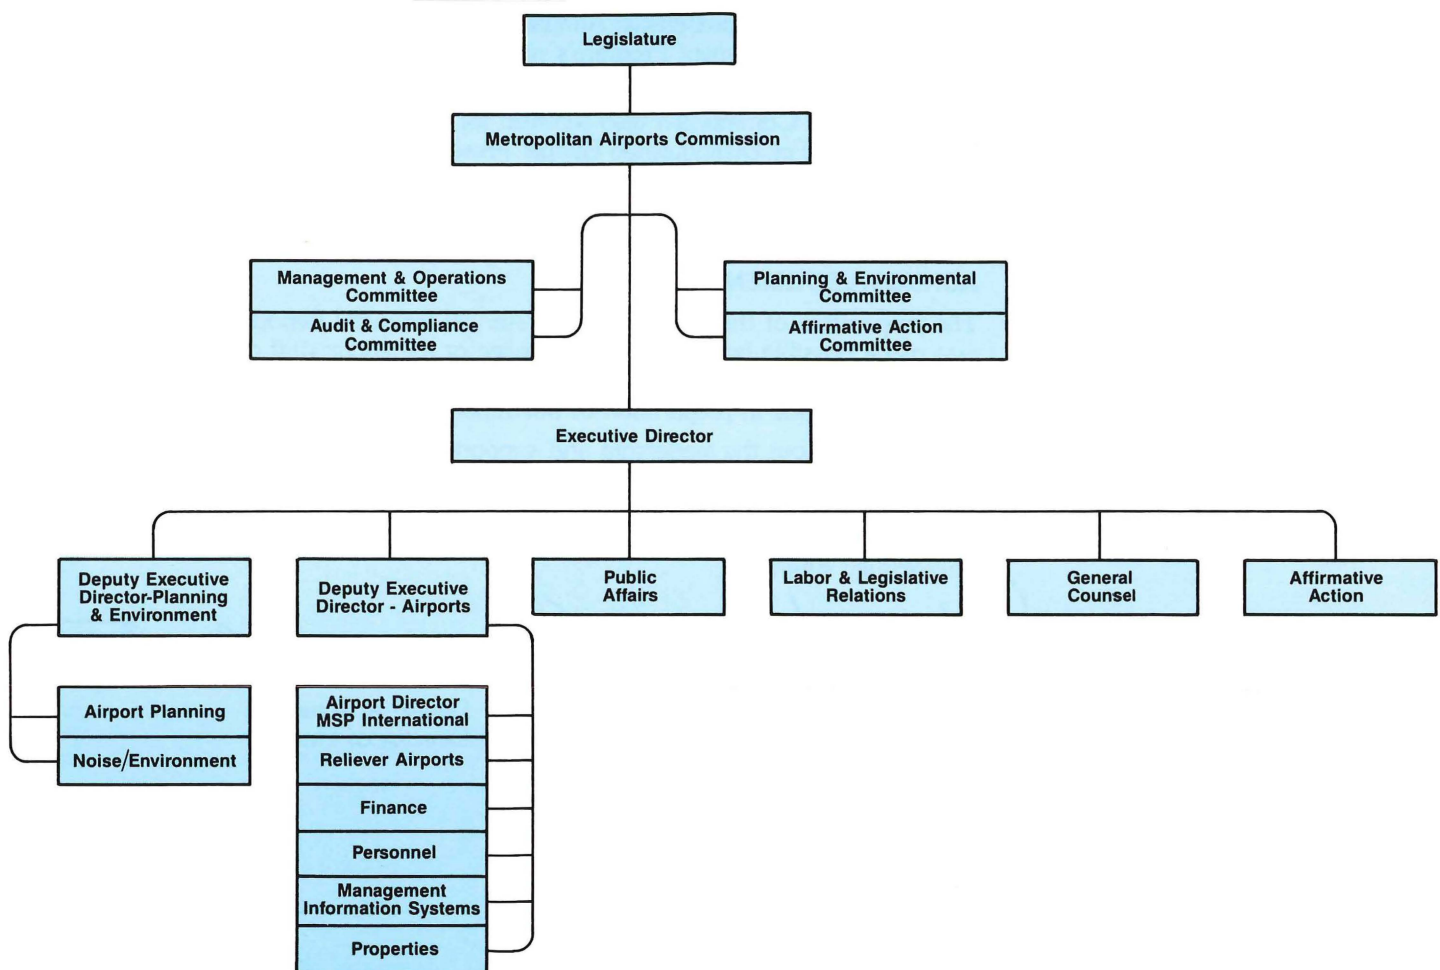 Legislature
Metropolitan Airports Commission
Management & Operations
Committee
Audit & Compliance
Committee
Planning & Environmental
Committee
Affirmative Action
Committee
Executive Director
Deputy Executive
Director-Planning
& Environment
Deputy Executive
Director - Airports
Public
Affairs
Labor & Legislative
Relations
General
Counsel
Affirmative
Action
Airport Planning
Noise/Environment
Airport Director
MSP International
Reliever Airports
Finance
Personnel
Management
Information Systems
Properties